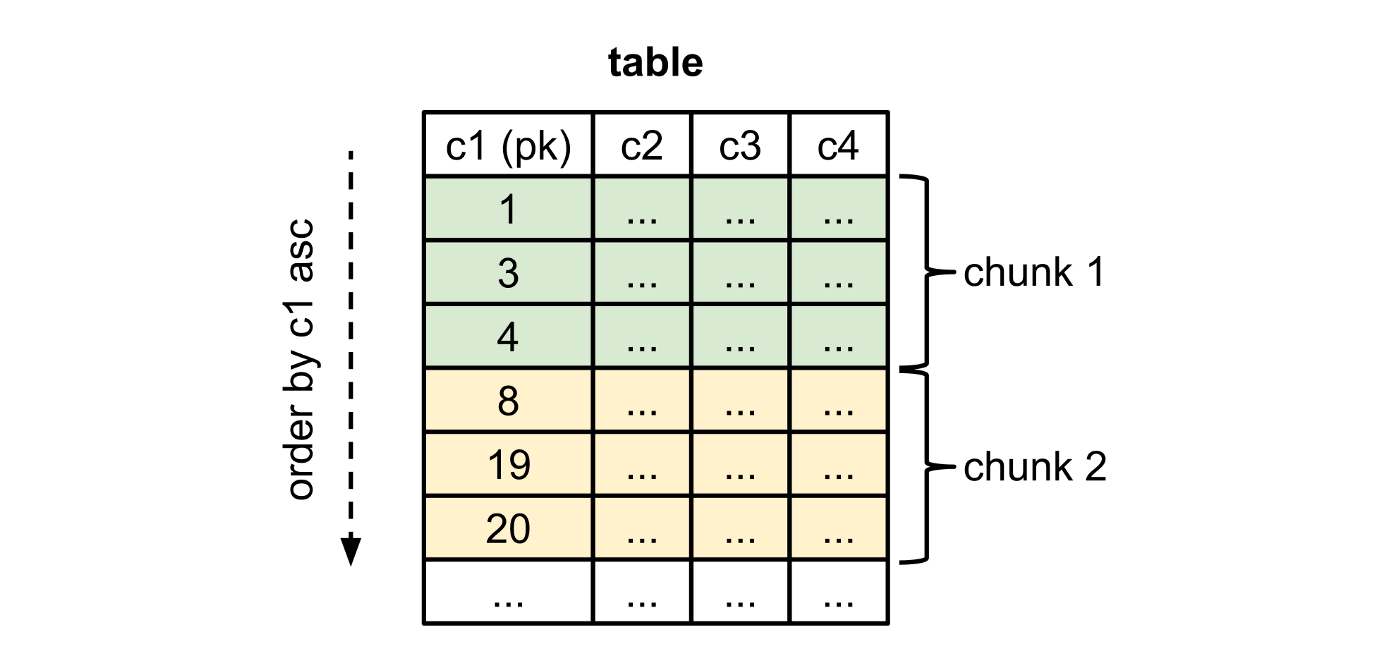 table
order by c1 asc
c1 (pk) c2 c3 c4
1 ... ... ...
3 ... ... ...
4 ... ... ...
chunk 1
8 ... ... ...
19 ... ... ...
20 ... ... ...
chunk 2
... ... ... ...